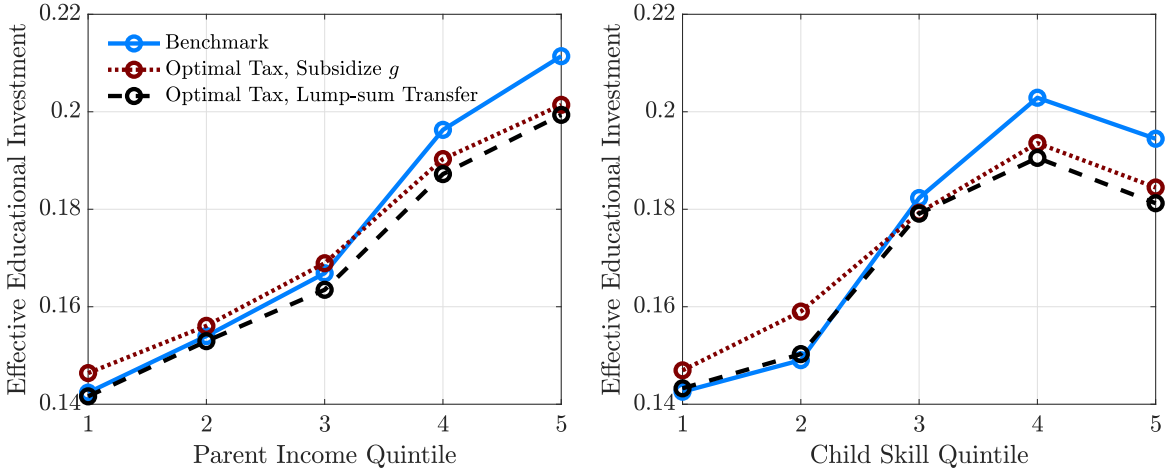 Effective Educational Investment
0.22
0.2
0.18
0.16
0.14
Benchmark
Optimal Tax, Subsidize g
Optimal Tax, Lump-sum Transfer
1 2 3 4 5
Parent Income Quintile
Effective Educational Investment
0.22
0.2
0.18
0.16
0.14
1 2 3 4 5
Child Skill Quintile